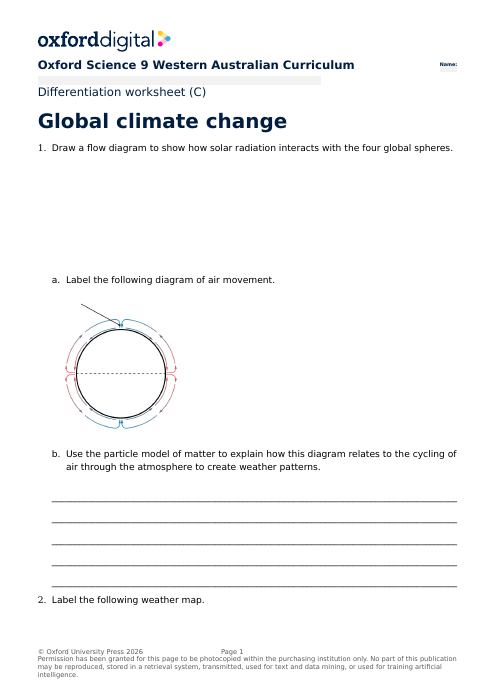 oxforddigital
Oxford Science 9 Western Australian Curriculum
Name:
Differentiation worksheet (C)
Global climate change
1. Draw a flow diagram to show how solar radiation interacts with the four global spheres.
a. Label the following diagram of air movement.
b. Use the particle model of matter to explain how this diagram relates to the cycling of
air through the atmosphere to create weather patterns.
2. Label the following weather map.
© Oxford University Press 2026 Page 1
Permission has been granted for this page to be photocopied within the purchasing institution only. No part of this publication
may be reproduced, stored in a retrieval system, transmitted, used for text and data mining, or used for training artificial
intelligence.